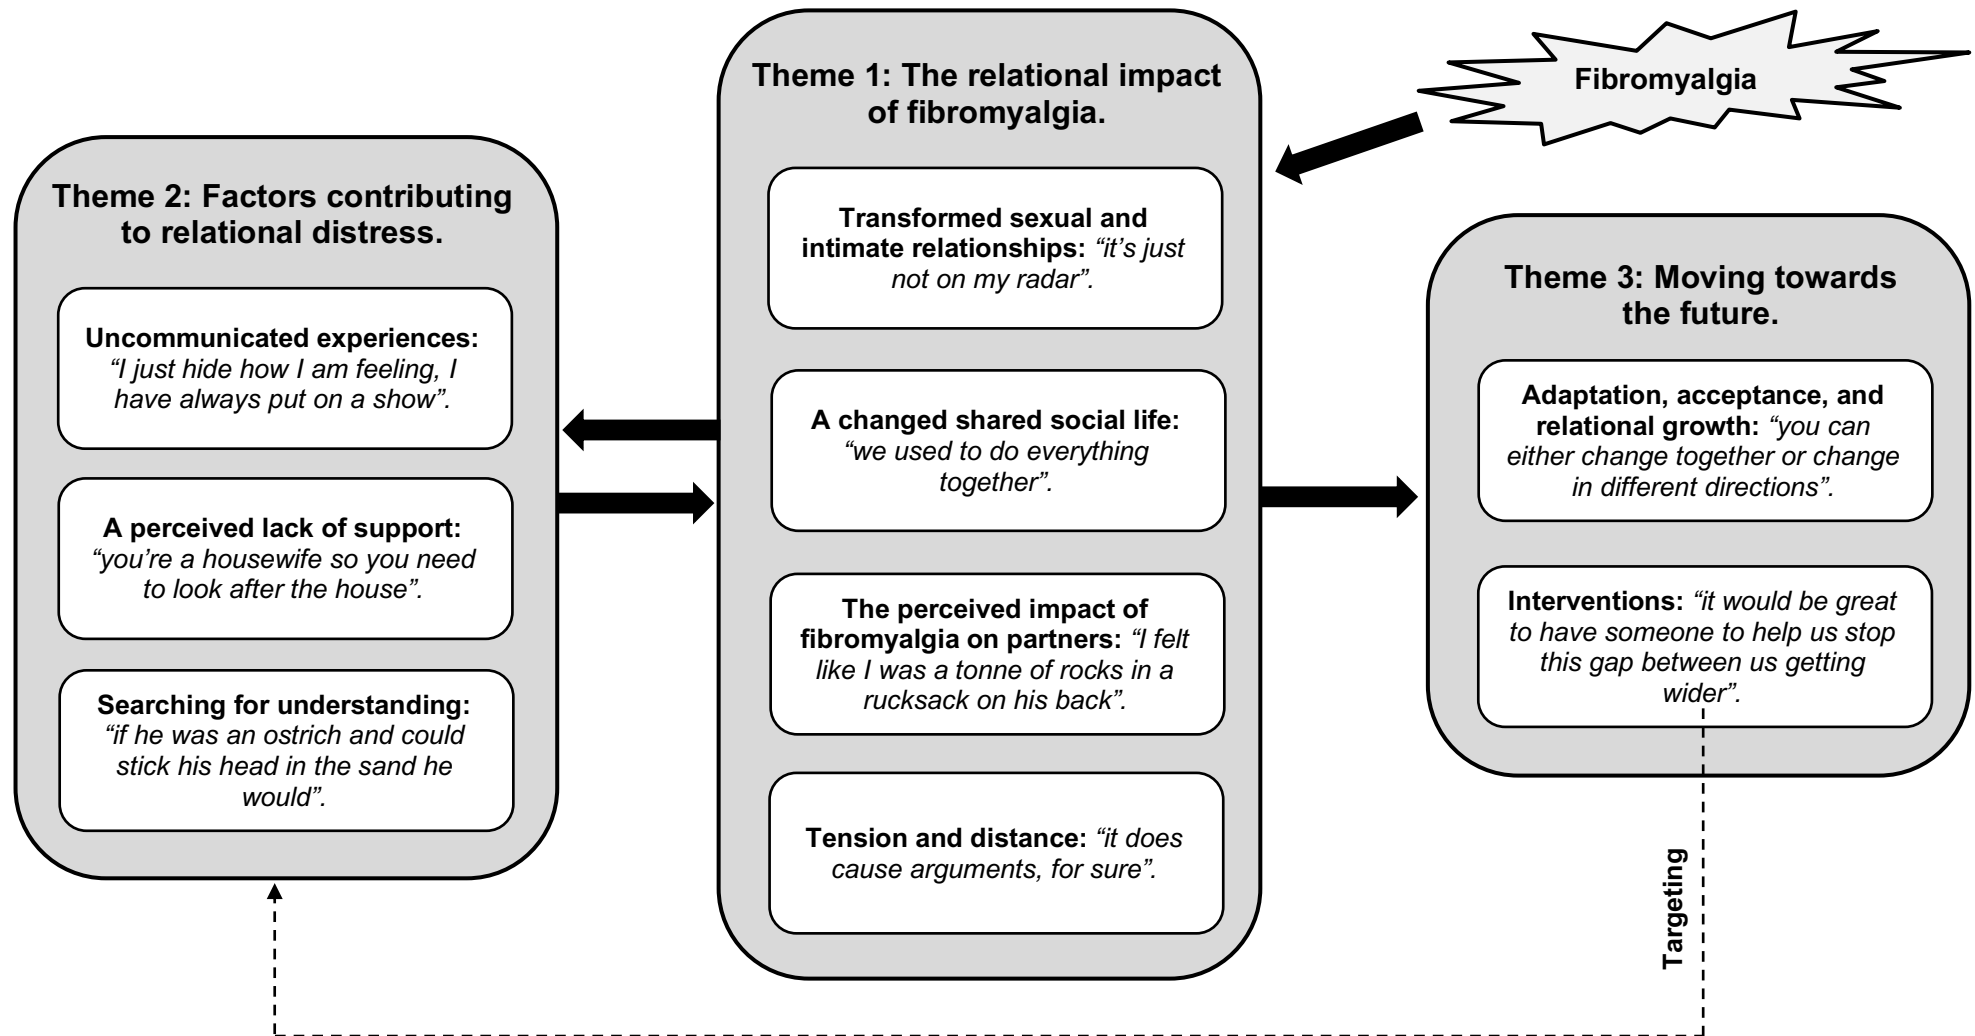 Fibromyalgia
Theme 1: The relational impact
of fibromyalgia.
Transformed sexual and
intimate relationships: “it’s just
not on my radar”.
A changed shared social life:
“we used to do everything
together”.
The perceived impact of
fibromyalgia on partners: “I felt
like I was a tonne of rocks in a
rucksack on his back”.
Tension and distance: “it does
cause arguments, for sure”.
Theme 2: Factors contributing
to relational distress.
Uncommunicated experiences:
“I just hide how I am feeling, I
have always put on a show”.
A perceived lack of support:
“you’re a housewife so you need
to look after the house”.
Searching for understanding:
“if he was an ostrich and could
stick his head in the sand he
would”.
Theme 3: Moving towards
the future.
Adaptation, acceptance, and
relational growth: “you can
either change together or change
in different directions”.
Interventions: “it would be great
to have someone to help us stop
this gap between us getting
wider”.
Targeting